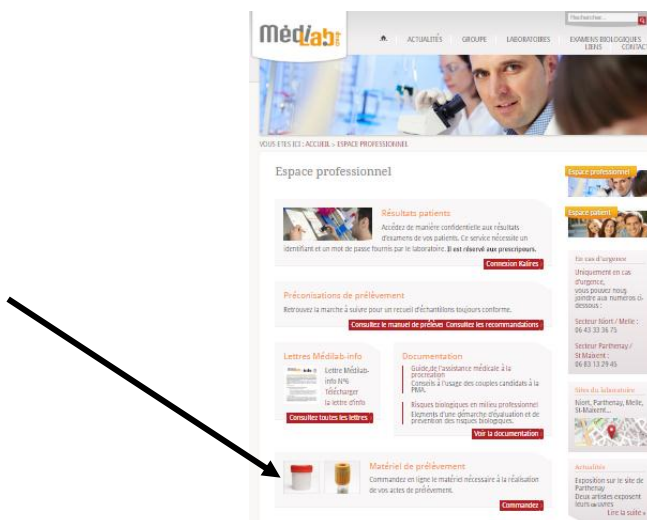 Médilab
Rechercher...
ACTUALITÉS GROUPE LABORATOIRES EXAMENS BIOLOGIQUES
LIENS CONTACT
VOUS ETES ICI : ACCUEIL > ESPACE PROFESSIONNEL
Espace professionnel
Résultats patients
Accédez de manière confidentielle aux résultats
d'examens de vos patients. Ce service nécessite un
identifiant et un mot de passe fournis par le laboratoire. Il est réservé aux prescripteurs.
Connexion Kalires
Préconisations de prélèvement
Retrouvez la marche à suivre pour un recueil d'échantillons toujours conforme.
Consultez le manuel de prélèves Consultez les recommandations
Lettres Médilab-info
Lettre Médilab-
info N°6
Télécharger
la lettre d'info
Consultez toutes les lettres
Documentation
Guide de l'assistance médicale à la
procréation
Conseils à l'usage des couples candidats à la
PMA.
Risques biologiques en milieu professionnel
Elements d'une démarche d'évaluation et de
prévention des risques biologiques.
Voir la documentation
Matériel de prélèvement
Commandez en ligne le matériel nécessaire à la réalisation
de vos actes de prélèvement.
Commandez
Espace professionnel
Espace patient
En cas d'urgence
Uniquement en cas
d'urgence,
vous pouvez nous
joindre aux numéros ci-
dessous :
Secteur Niort / Melle :
06 43 33 36 75
Secteur Parthenay /
St Maixent :
06 83 13 29 45
Sites du laboratoire
Niort, Parthenay, Melle,
St-Maixent...
Actualités
Exposition sur le site de
Parthenay
Deux artistes exposent
leurs œuvres
Lire la suite »